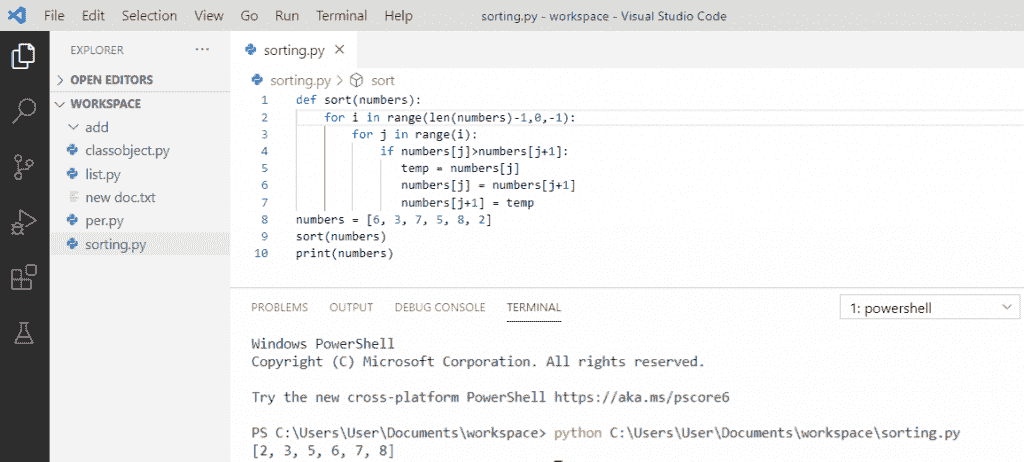 File Edit Selection View Go Run Terminal Help sorting.py - workspace - Visual Studio Code
EXPLORER ...
OPEN EDITORS
WORKSPACE
add
classobject.py
list.py
new doc.txt
per.py
sorting.py
sorting.py
sorting.py > sort
1 def sort(numbers):
2 for i in range(len(numbers)-1,0,-1):
3 for j in range(i):
4 if numbers[j]>numbers[j+1]:
5 temp = numbers[j]
6 numbers[j] = numbers[j+1]
7 numbers[j+1] = temp
8 numbers = [6, 3, 7, 5, 8, 2]
9 sort(numbers)
10 print(numbers)
PROBLEMS OUTPUT DEBUG CONSOLE TERMINAL 1: powershell
Windows PowerShell
Copyright (C) Microsoft Corporation. All rights reserved.
Try the new cross-platform PowerShell https://aka.ms/pscore6
PS C:\Users\User\Documents\workspace> python C:\Users\User\Documents\workspace\sorting.py
[2, 3, 5, 6, 7, 8]